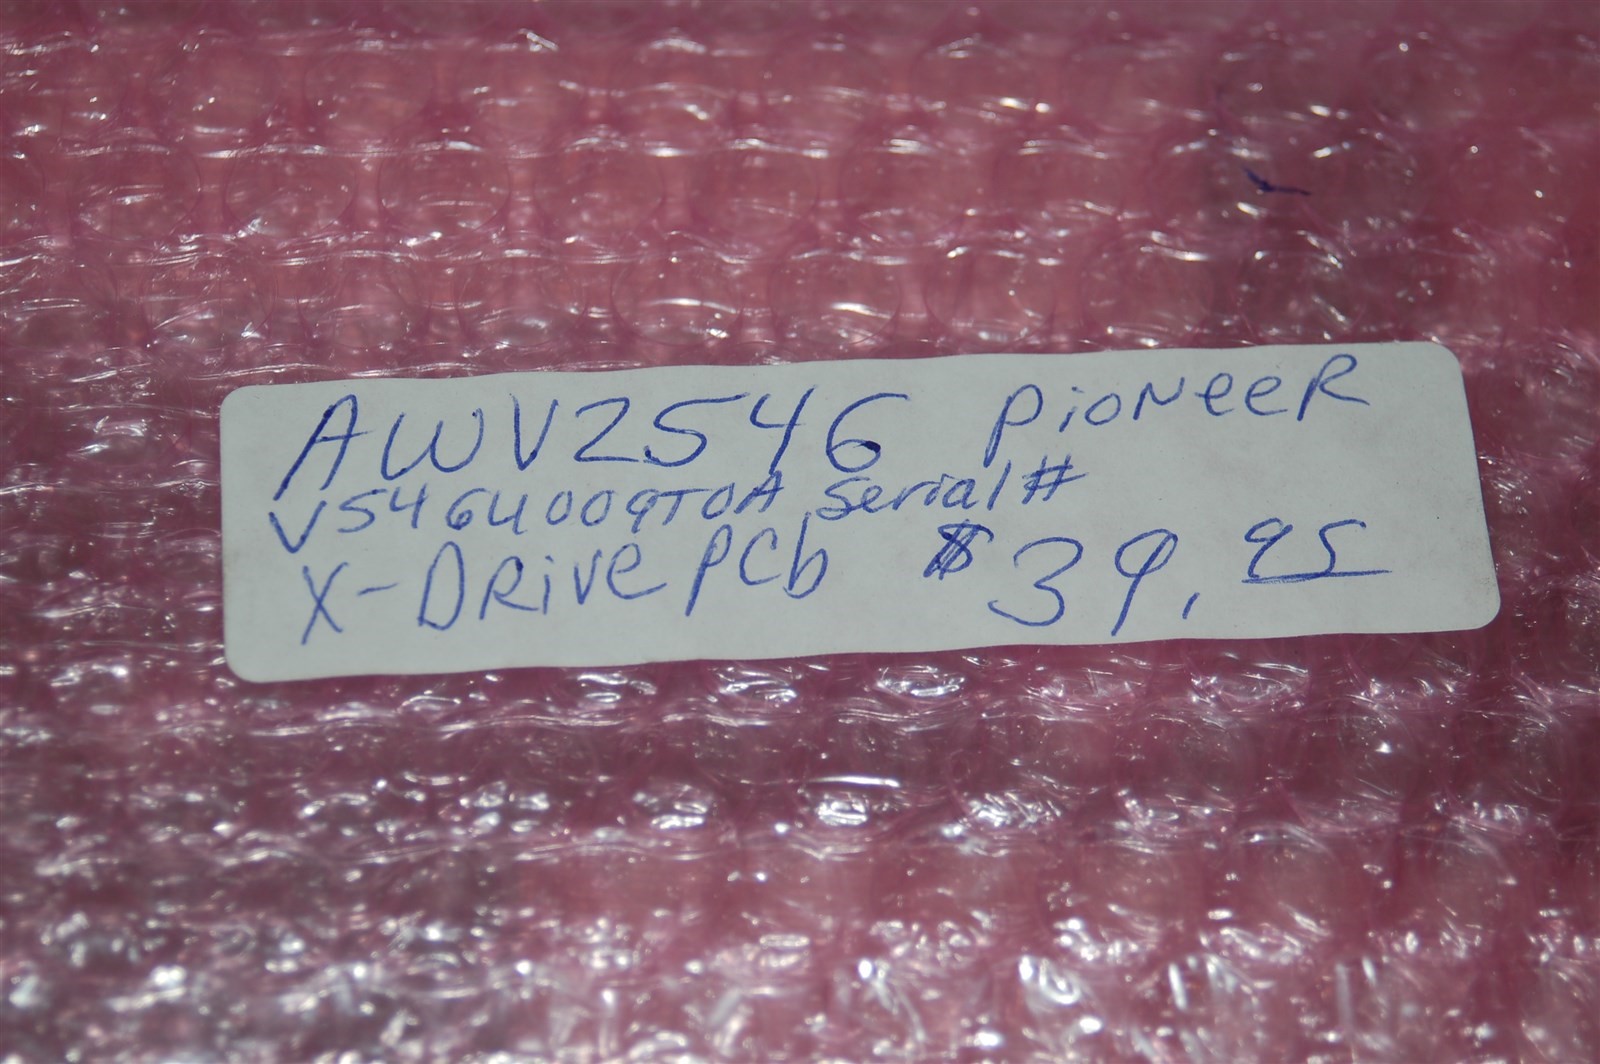 AWV2546 PioNeeR
V5464009T0A Serial#
X-DRive PCb $39.95